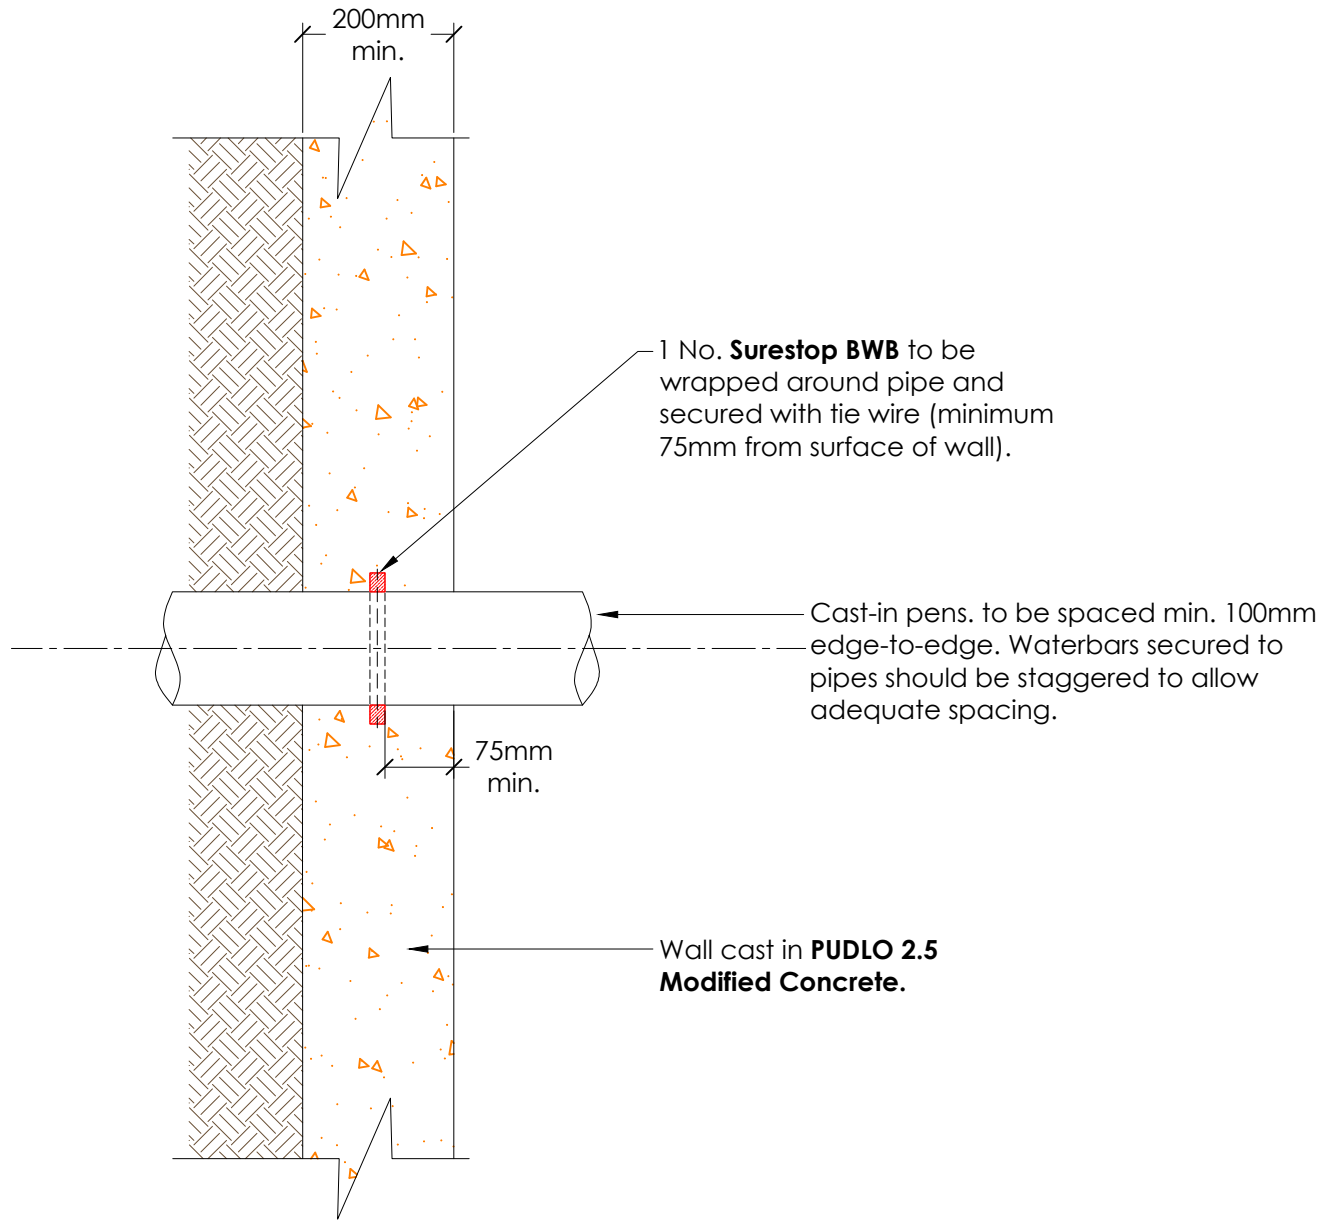 200mm
min.
1 No. Surestop BWB to be
wrapped around pipe and
secured with tie wire (minimum
75mm from surface of wall).
Cast-in pens. to be spaced min. 100mm
edge-to-edge. Waterbars secured to
pipes should be staggered to allow
adequate spacing.
75mm
min.
Wall cast in PUDLO 2.5
Modified Concrete.